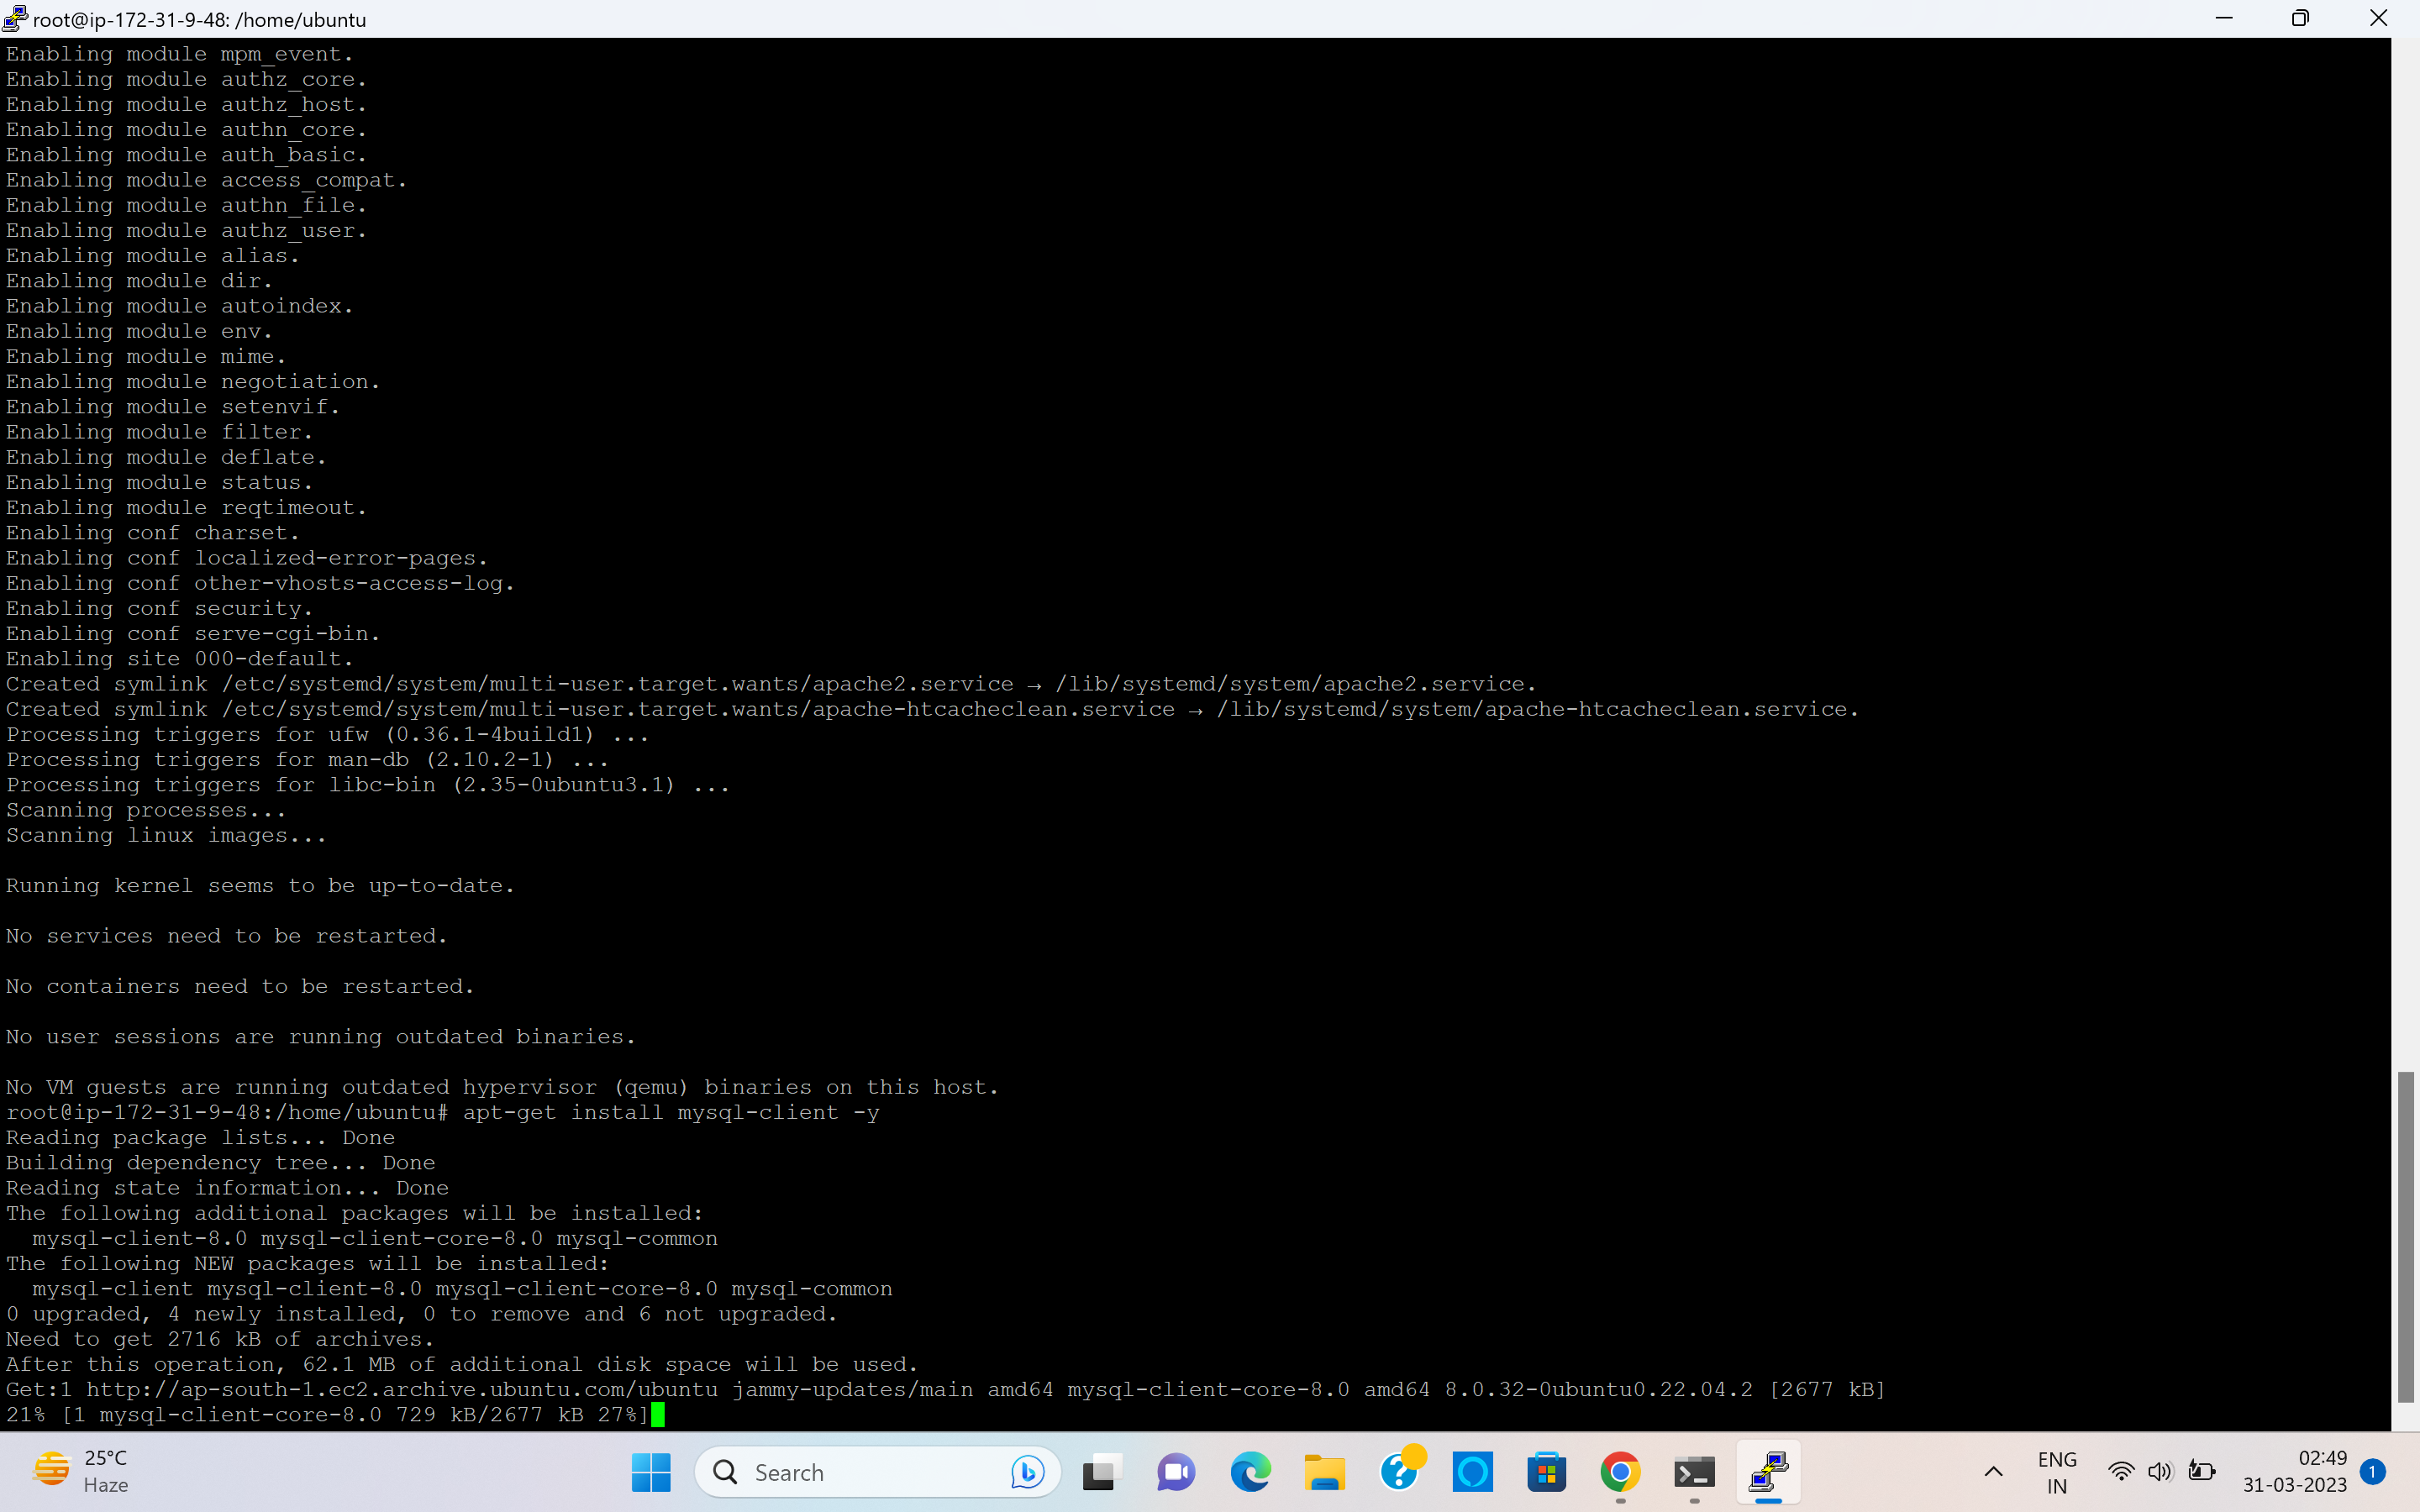 root@ip-172-31-9-48: /home/ubuntu
Enabling module mpm_event.
Enabling module authz_core.
Enabling module authz_host.
Enabling module authn_core.
Enabling module auth_basic.
Enabling module access_compat.
Enabling module authn_file.
Enabling module authz_user.
Enabling module alias.
Enabling module dir.
Enabling module autoindex.
Enabling module env.
Enabling module mime.
Enabling module negotiation.
Enabling module setenvif.
Enabling module filter.
Enabling module deflate.
Enabling module status.
Enabling module reqtimeout.
Enabling conf charset.
Enabling conf localized-error-pages.
Enabling conf other-vhosts-access-log.
Enabling conf security.
Enabling conf serve-cgi-bin.
Enabling site 000-default.
Created symlink /etc/systemd/system/multi-user.target.wants/apache2.service → /lib/systemd/system/apache2.service.
Created symlink /etc/systemd/system/multi-user.target.wants/apache-htcacheclean.service → /lib/systemd/system/apache-htcacheclean.service.
Processing triggers for ufw (0.36.1-4build1) ...
Processing triggers for man-db (2.10.2-1) ...
Processing triggers for libc-bin (2.35-0ubuntu3.1) ...
Scanning processes...
Scanning linux images...
Running kernel seems to be up-to-date.
No services need to be restarted.
No containers need to be restarted.
No user sessions are running outdated binaries.
No VM guests are running outdated hypervisor (qemu) binaries on this host.
root@ip-172-31-9-48:/home/ubuntu# apt-get install mysql-client -y
Reading package lists... Done
Building dependency tree... Done
Reading state information... Done
The following additional packages will be installed:
  mysql-client-8.0 mysql-client-core-8.0 mysql-common
The following NEW packages will be installed:
  mysql-client mysql-client-8.0 mysql-client-core-8.0 mysql-common
0 upgraded, 4 newly installed, 0 to remove and 6 not upgraded.
Need to get 2716 kB of archives.
After this operation, 62.1 MB of additional disk space will be used.
Get:1 http://ap-south-1.ec2.archive.ubuntu.com/ubuntu jammy-updates/main amd64 mysql-client-core-8.0 amd64 8.0.32-0ubuntu0.22.04.2 [2677 kB]
21% [1 mysql-client-core-8.0 729 kB/2677 kB 27%]
25°C
Haze
Search
ENG
IN
02:49
31-03-2023
1